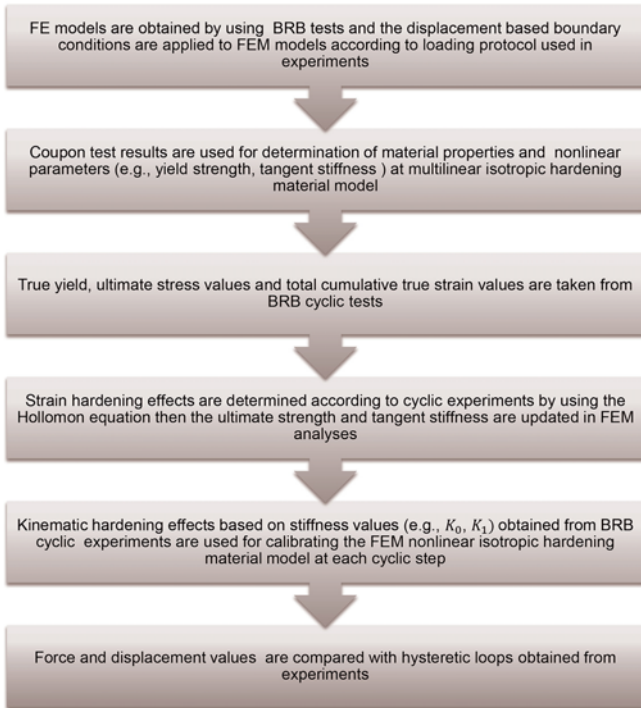 FE models are obtained by using BRB tests and the displacement based boundary
conditions are applied to FEM models according to loading protocol used in
experiments
Coupon test results are used for determination of material properties and nonlinear
parameters (e.g., yield strength, tangent stiffness ) at multilinear isotropic hardening
material model
True yield, ultimate stress values and total cumulative true strain values are taken from
BRB cyclic tests
Strain hardening effects are determined according to cyclic experiments by using the
Hollomon equation then the ultimate strength and tangent stiffness are updated in FEM
analyses
Kinematic hardening effects based on stiffness values (e.g., K₀, K₁) obtained from BRB
cyclic experiments are used for calibrating the FEM nonlinear isotropic hardening
material model at each cyclic step
Force and displacement values are compared with hysteretic loops obtained from
experiments